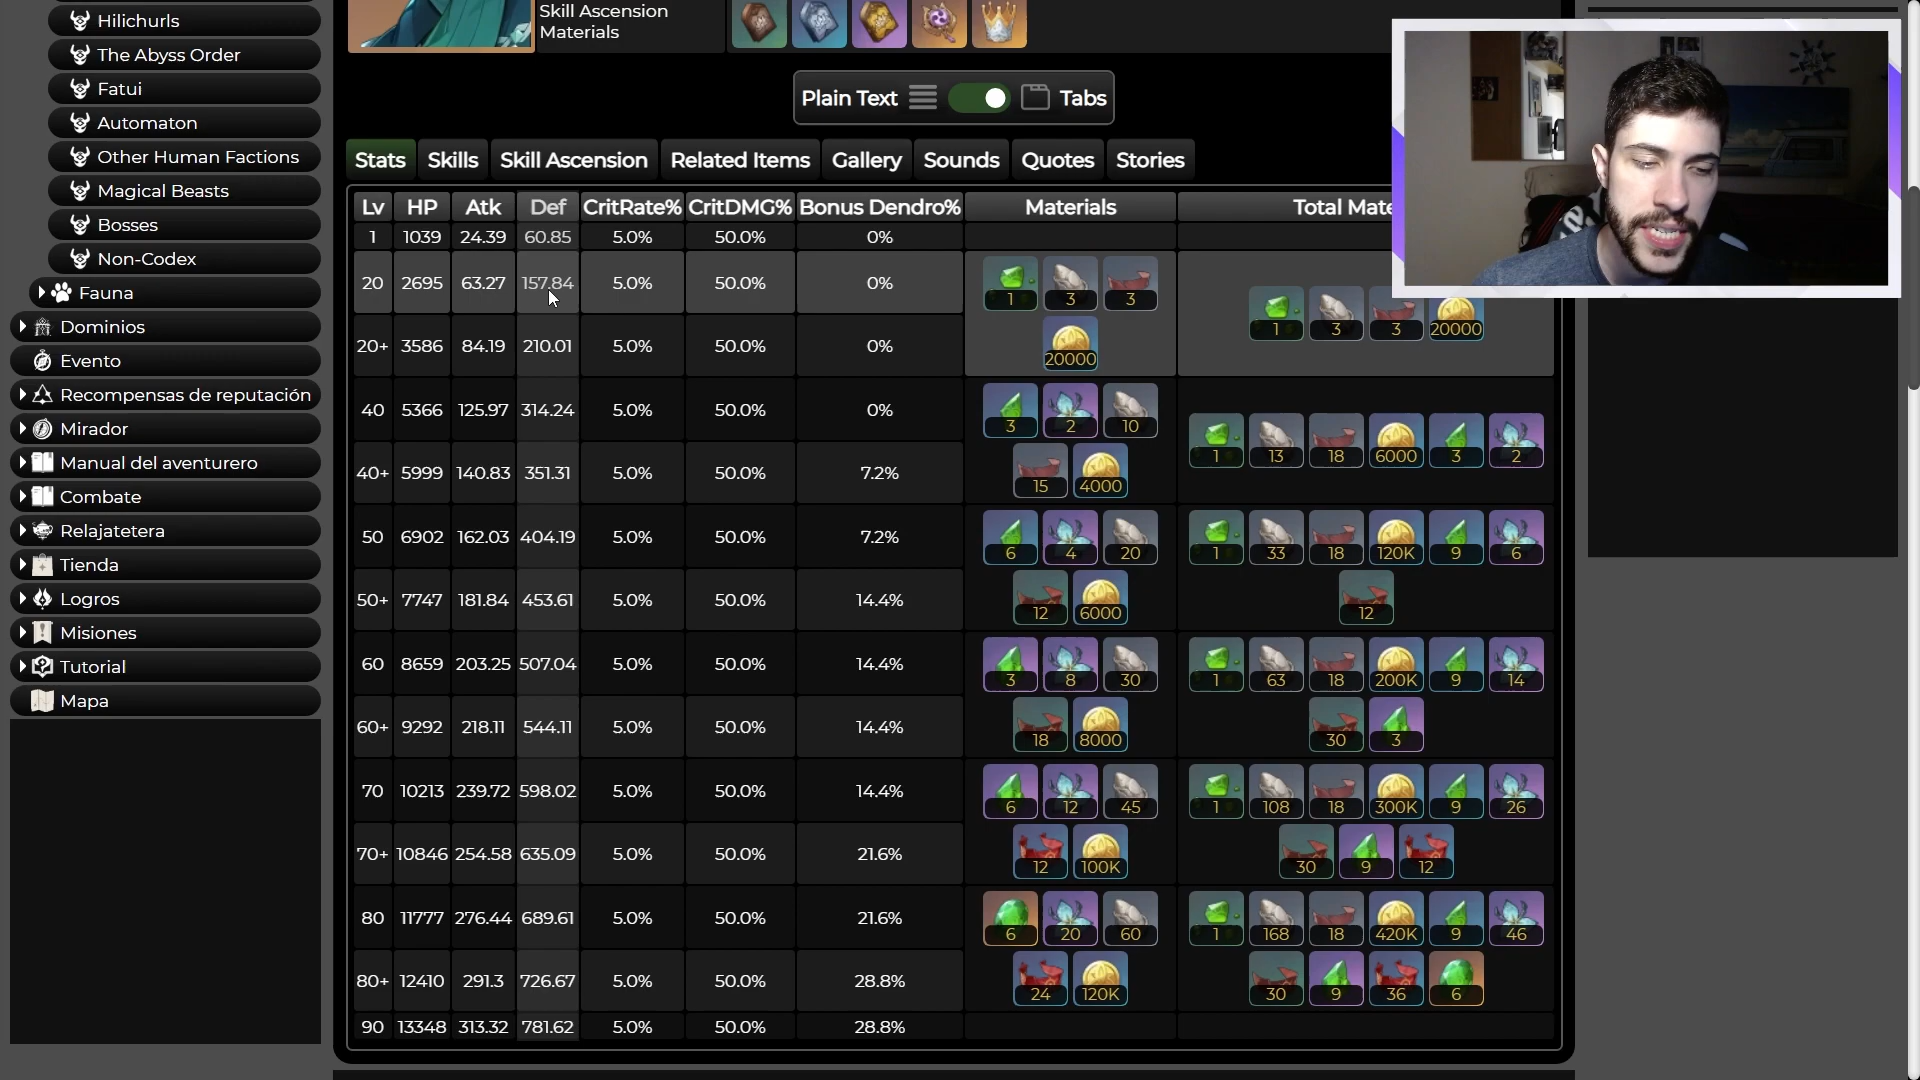 Hilichurls
The Abyss Order
Fatui
Automaton
Other Human Factions
Magical Beasts
Bosses
Non-Codex
Fauna
Dominios
Evento
Recompensas de reputación
Mirador
Manual del aventurero
Combate
Relajatetera
Tienda
Logros
Misiones
Tutorial
Mapa
Skill Ascension
Materials
Plain Text Tabs
Stats Skills Skill Ascension Related Items Gallery Sounds Quotes Stories
Lv HP Atk Def CritRate% CritDMG% Bonus Dendro% Materials Total Mate
1 1039 24.39 60.85 5.0% 50.0% 0%
20 2695 63.27 157.84 5.0% 50.0% 0%
1 3 3
1 3 3 20000
20+ 3586 84.19 210.01 5.0% 50.0% 0%
20000
40 5366 125.97 314.24 5.0% 50.0% 0%
3 2 10
1 13 18 6000 3 2
40+ 5999 140.83 351.31 5.0% 50.0% 7.2%
15 4000
50 6902 162.03 404.19 5.0% 50.0% 7.2%
6 4 20
1 33 18 120K 9 6
50+ 7747 181.84 453.61 5.0% 50.0% 14.4%
12 6000
12
60 8659 203.25 507.04 5.0% 50.0% 14.4%
3 8 30
1 63 18 200K 9 14
60+ 9292 218.11 544.11 5.0% 50.0% 14.4%
18 8000
30 3
70 10213 239.72 598.02 5.0% 50.0% 14.4%
6 12 45
1 108 18 300K 9 26
70+ 10846 254.58 635.09 5.0% 50.0% 21.6%
12 100K
30 9 12
80 11777 276.44 689.61 5.0% 50.0% 21.6%
6 20 60
1 168 18 420K 9 46
80+ 12410 291.3 726.67 5.0% 50.0% 28.8%
24 120K
30 9 36 6
90 13348 313.32 781.62 5.0% 50.0% 28.8%